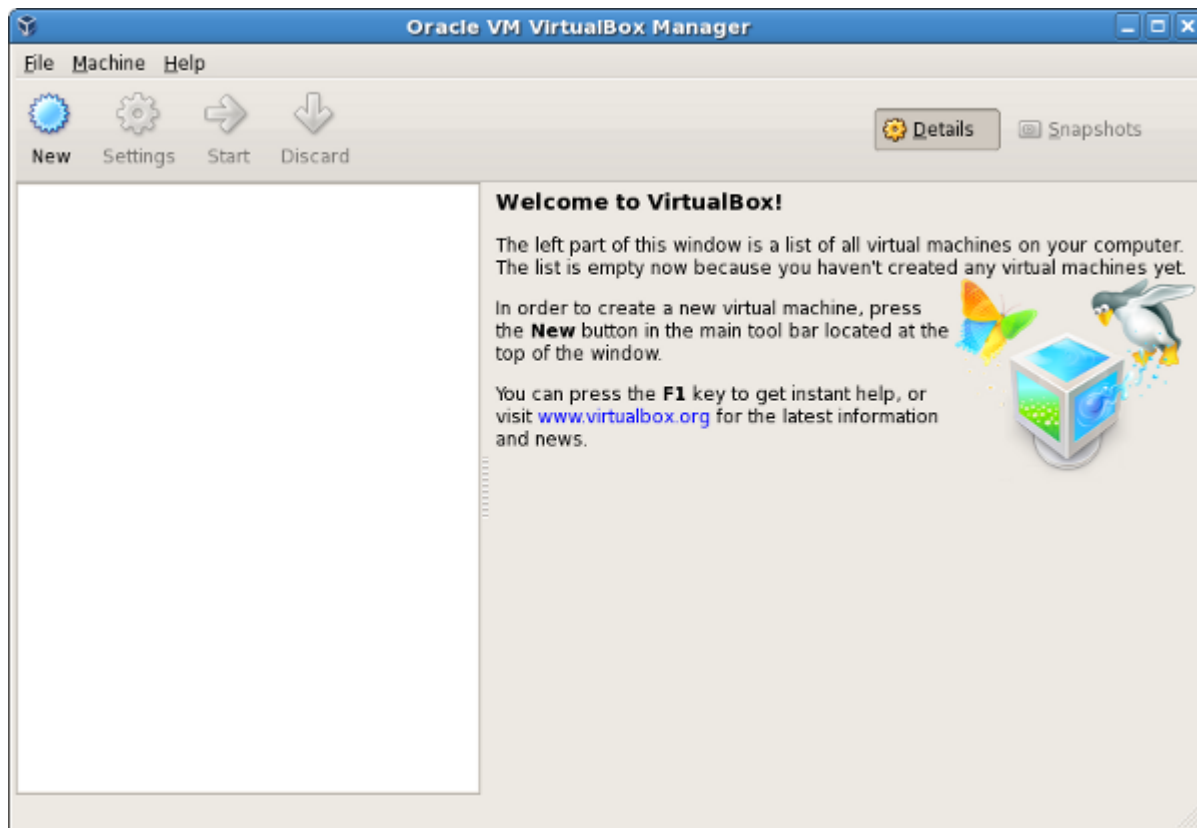 Oracle VM VirtualBox Manager
File Machine Help
New Settings Start Discard Details Snapshots
Welcome to VirtualBox!
The left part of this window is a list of all virtual machines on your computer.
The list is empty now because you haven't created any virtual machines yet.
In order to create a new virtual machine, press
the New button in the main tool bar located at the
top of the window.
You can press the F1 key to get instant help, or
visit www.virtualbox.org for the latest information
and news.